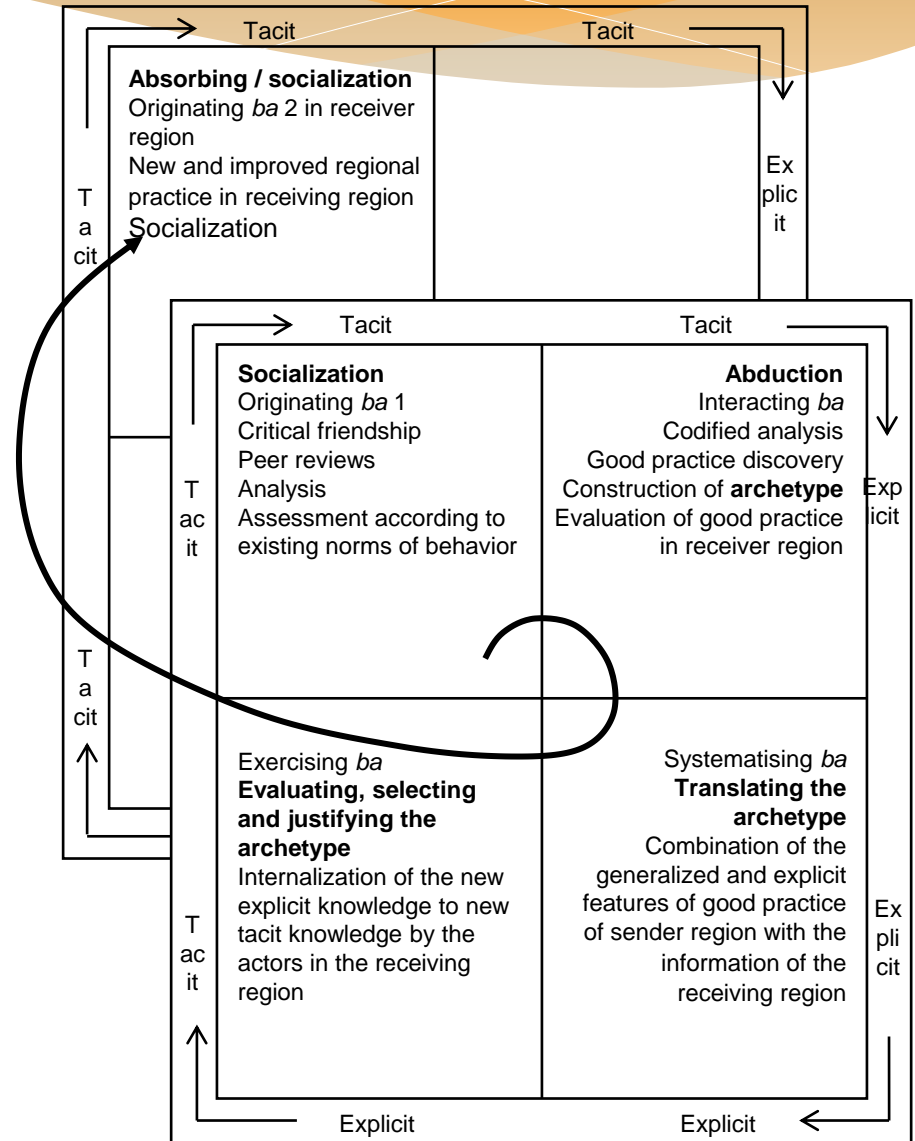 Tacit
Tacit
Absorbing / socialization
Originating ba 2 in receiver
region
New and improved regional
practice in receiving region
Socialization
T
a
cit
Ex
plic
it
T
a
cit
Tacit
Tacit
Socialization
Originating ba 1
Critical friendship
Peer reviews
Analysis
Assessment according to
existing norms of behavior
Abduction
Interacting ba
Codified analysis
Good practice discovery
Construction of archetype
Evaluation of good practice
in receiver region
T
ac
it
Exp
licit
Exercising ba
Evaluating, selecting
and justifying the
archetype
Internalization of the new
explicit knowledge to new
tacit knowledge by the
actors in the receiving
region
Systematising ba
Translating the
archetype
Combination of the
generalized and explicit
features of good practice
of sender region with the
information of the
receiving region
T
ac
it
Ex
pli
cit
Explicit
Explicit